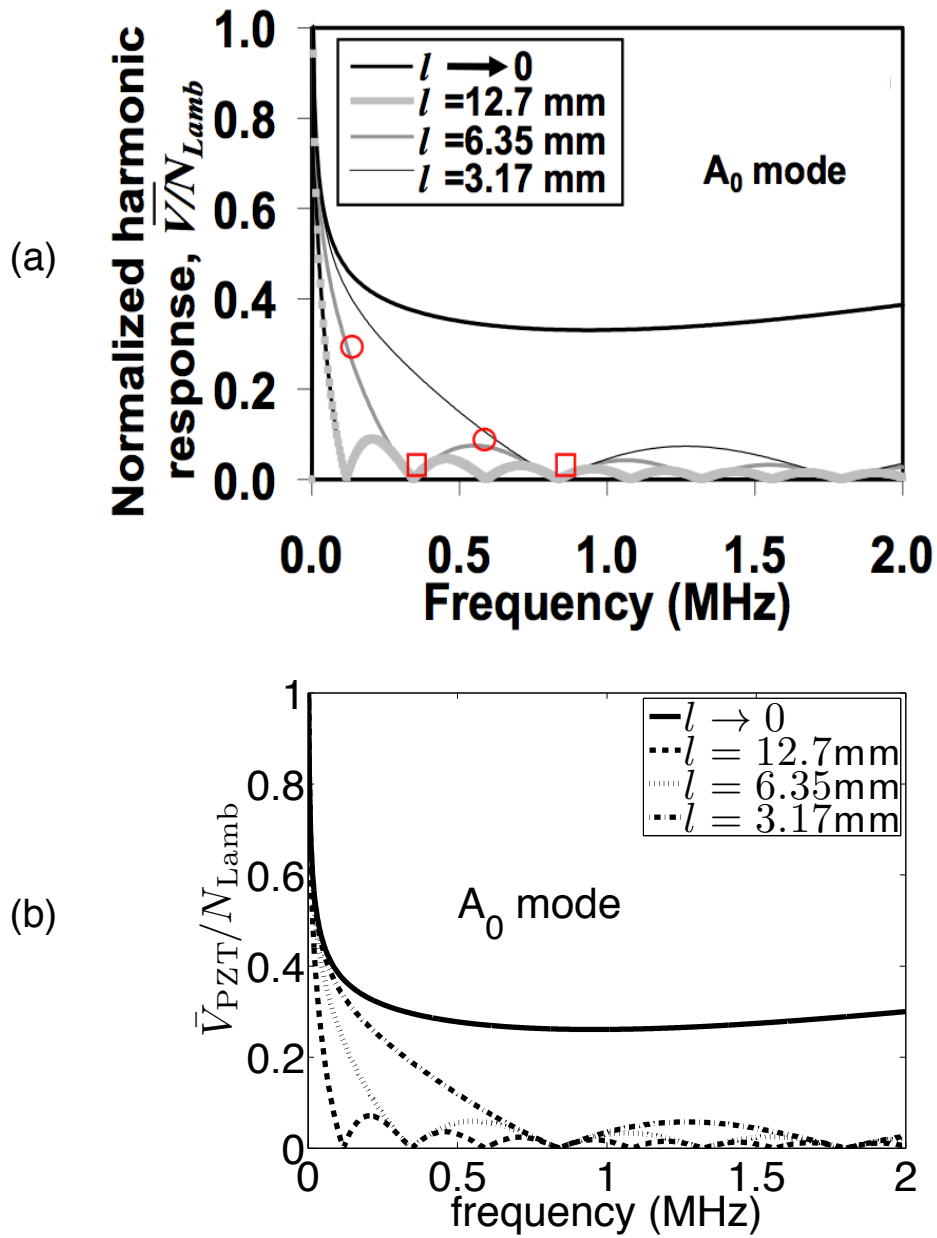 (a)
Normalized harmonic
response, V̅/N_Lamb
1.0
0.8
0.6
0.4
0.2
0.0
l → 0
l =12.7 mm
l =6.35 mm
l =3.17 mm
A₀ mode
0.0 0.5 1.0 1.5 2.0
Frequency (MHz)
(b)
V̄_PZT/N_Lamb
1
0.8
0.6
0.4
0.2
0
l → 0
l = 12.7mm
l = 6.35mm
l = 3.17mm
A₀ mode
0 0.5 1 1.5 2
frequency (MHz)